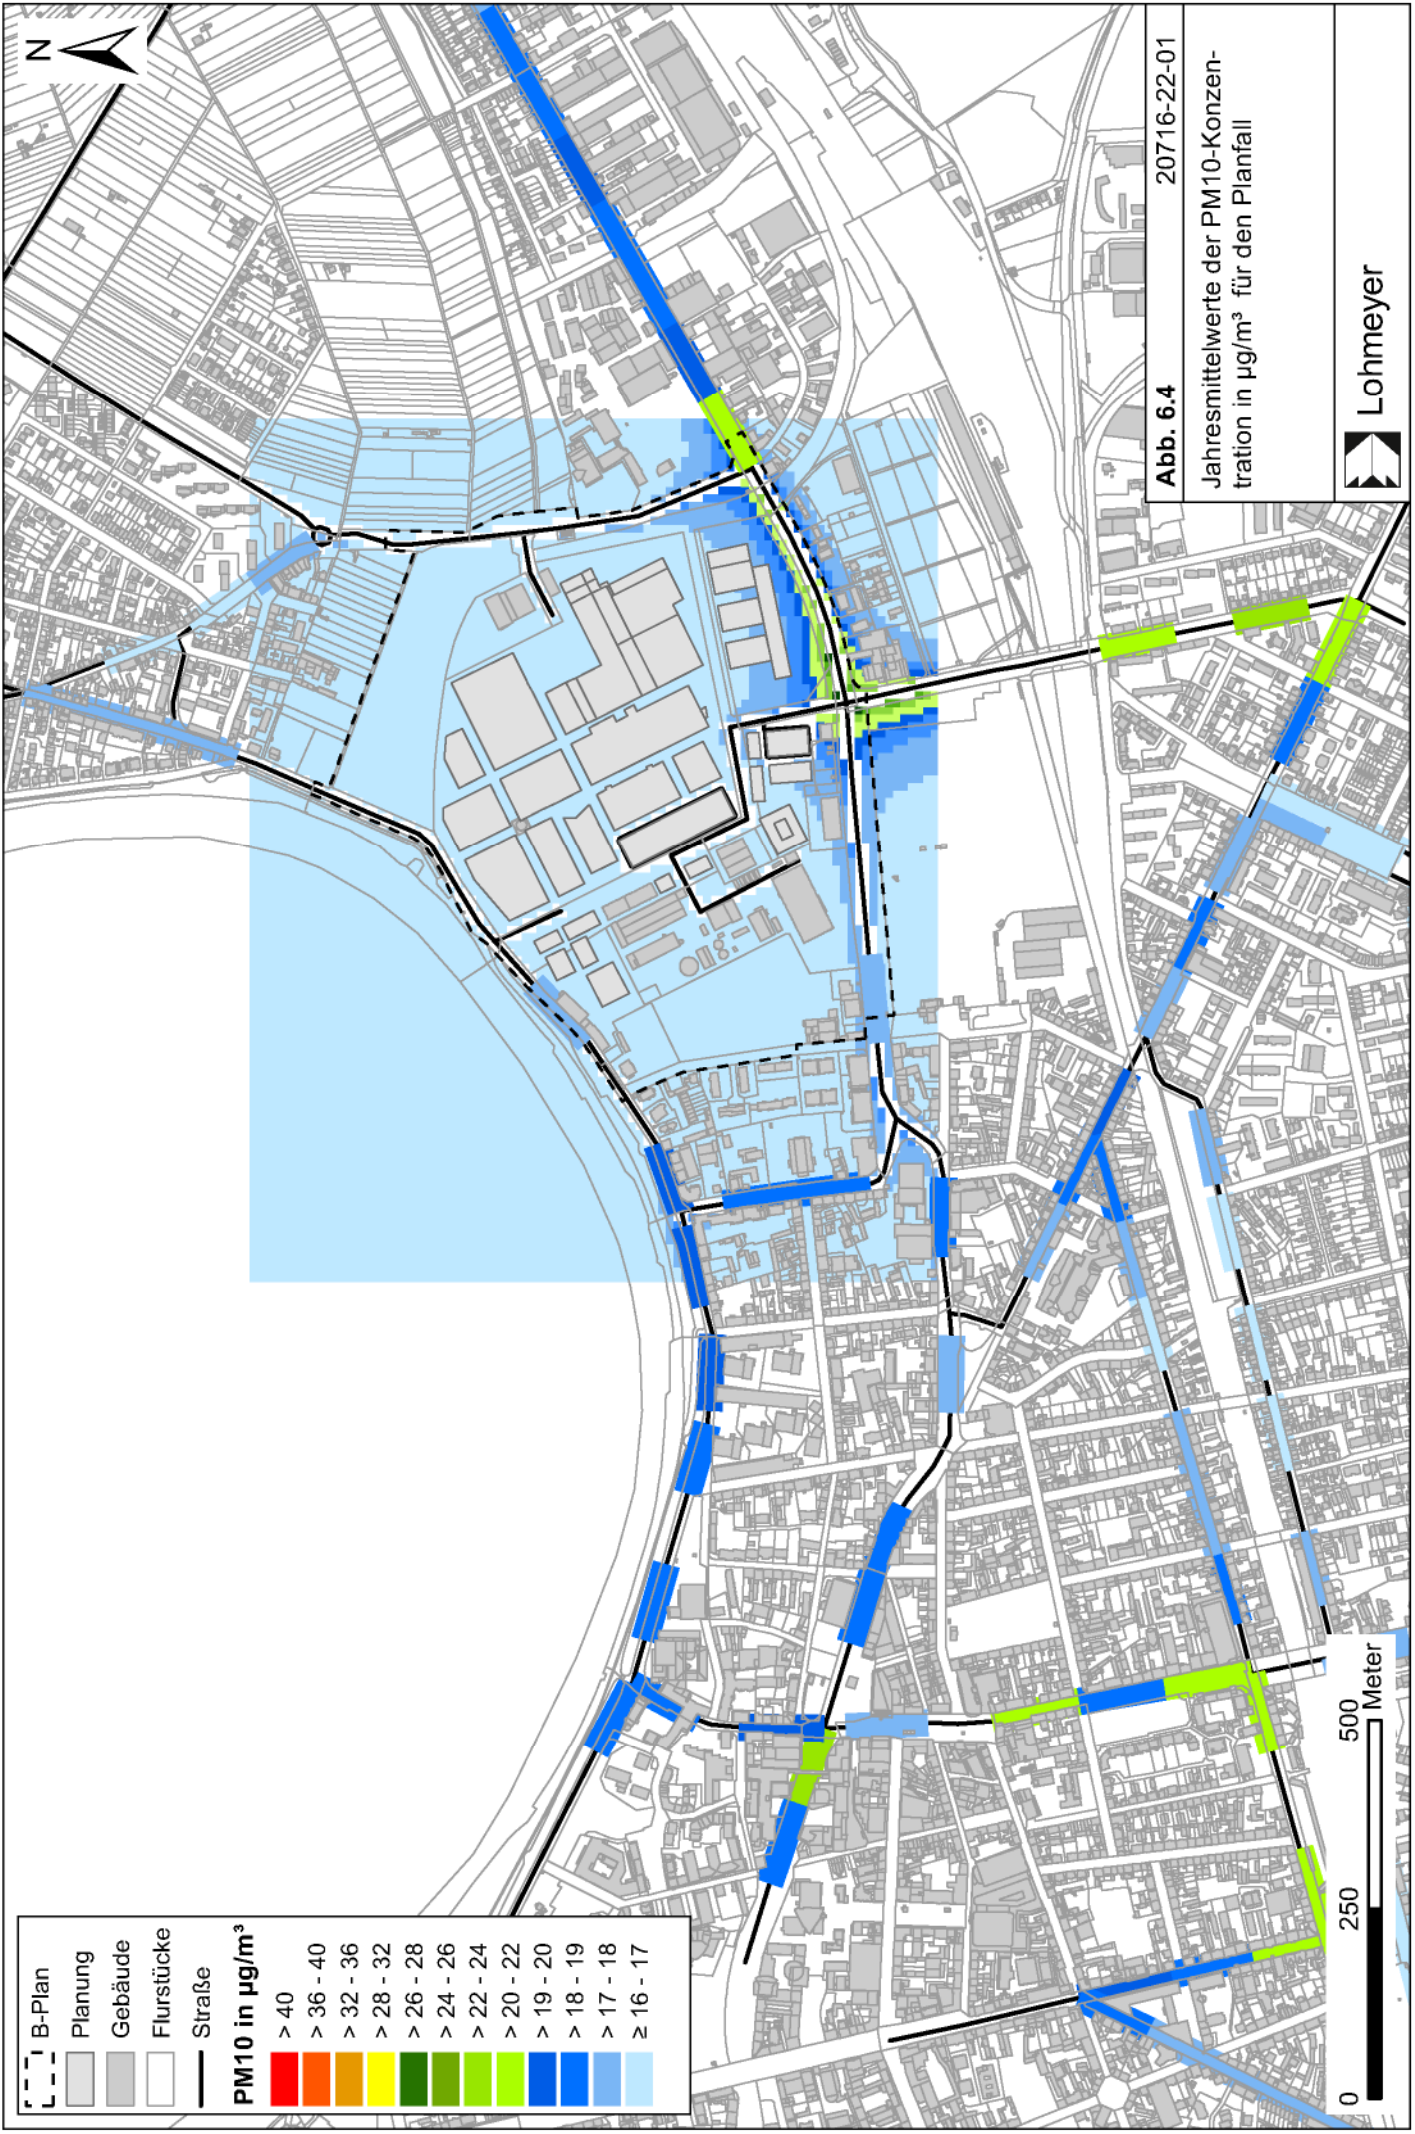 N
B-Plan
Planung
Gebäude
Flurstücke
Straße
PM10 in µg/m³
> 40
> 36 - 40
> 32 - 36
> 28 - 32
> 26 - 28
> 24 - 26
> 22 - 24
> 20 - 22
> 19 - 20
> 18 - 19
> 17 - 18
≥ 16 - 17
0 250 500
Meter
Abb. 6.4 20716-22-01
Jahresmittelwerte der PM10-Konzen-
tration in µg/m³ für den Planfall
Lohmeyer